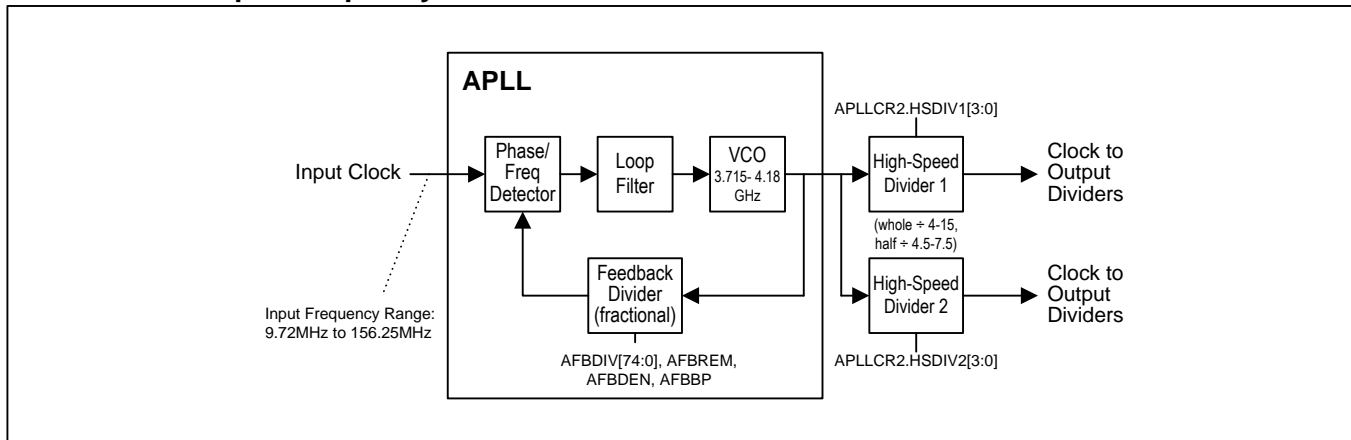 APLL
APLLCR2.HSDIV1[3:0]
Input Clock
Phase/
Freq
Detector
Loop
Filter
VCO
3.715- 4.18
GHz
High-Speed
Divider 1
Clock to
Output
Dividers
(whole ÷ 4-15,
half ÷ 4.5-7.5)
Feedback
Divider
(fractional)
High-Speed
Divider 2
Clock to
Output
Dividers
Input Frequency Range:
9.72MHz to 156.25MHz
AFBDIV[74:0], AFBREM,
AFBDEN, AFBBP
APLLCR2.HSDIV2[3:0]